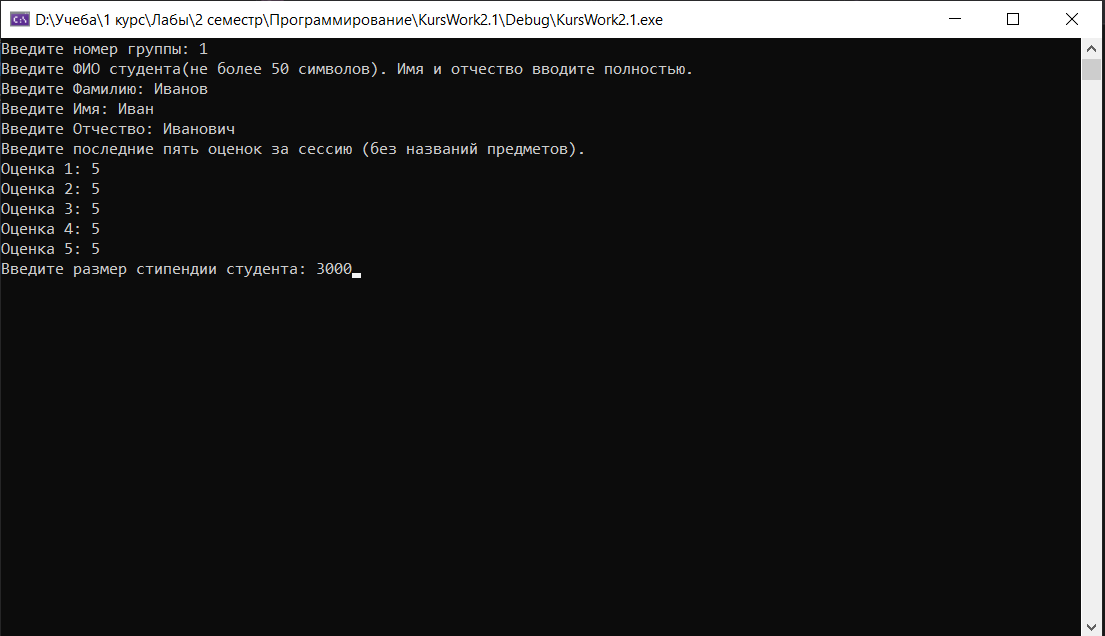 D:\Учеба\1 курс\Лабы\2 семестр\Программирование\KursWork2.1\Debug\KursWork2.1.exe
Введите номер группы: 1
Введите ФИО студента(не более 50 символов). Имя и отчество вводите полностью.
Введите Фамилию: Иванов
Введите Имя: Иван
Введите Отчество: Иванович
Введите последние пять оценок за сессию (без названий предметов).
Оценка 1: 5
Оценка 2: 5
Оценка 3: 5
Оценка 4: 5
Оценка 5: 5
Введите размер стипендии студента: 3000